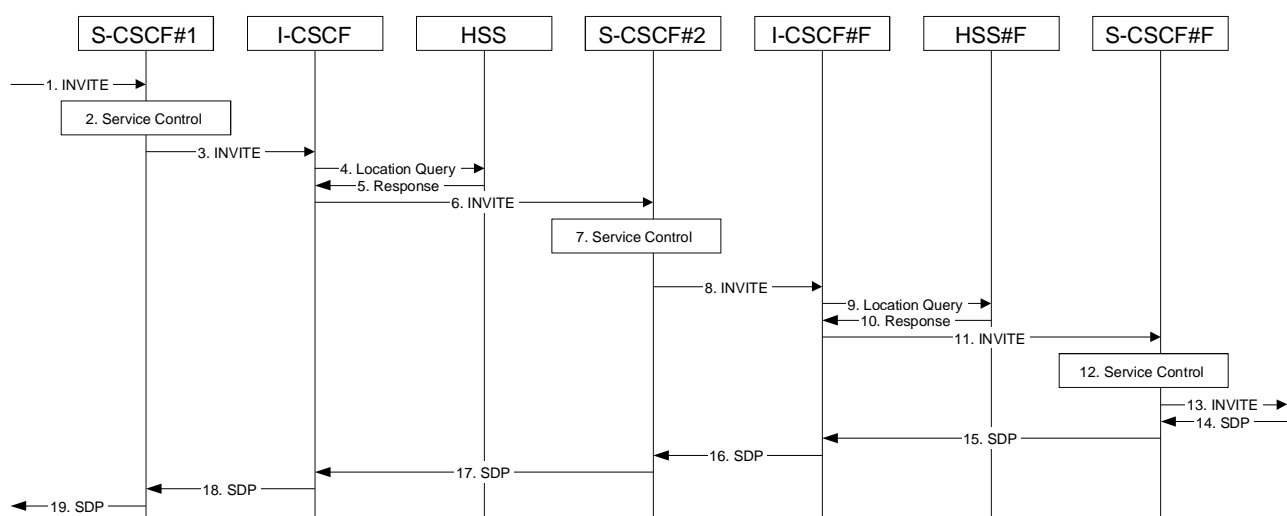 S-CSCF#1
I-CSCF
HSS
S-CSCF#2
I-CSCF#F
HSS#F
S-CSCF#F
1. INVITE
2. Service Control
3. INVITE
4. Location Query
5. Response
6. INVITE
7. Service Control
8. INVITE
9. Location Query
10. Response
11. INVITE
12. Service Control
13. INVITE
14. SDP
15. SDP
16. SDP
17. SDP
18. SDP
19. SDP